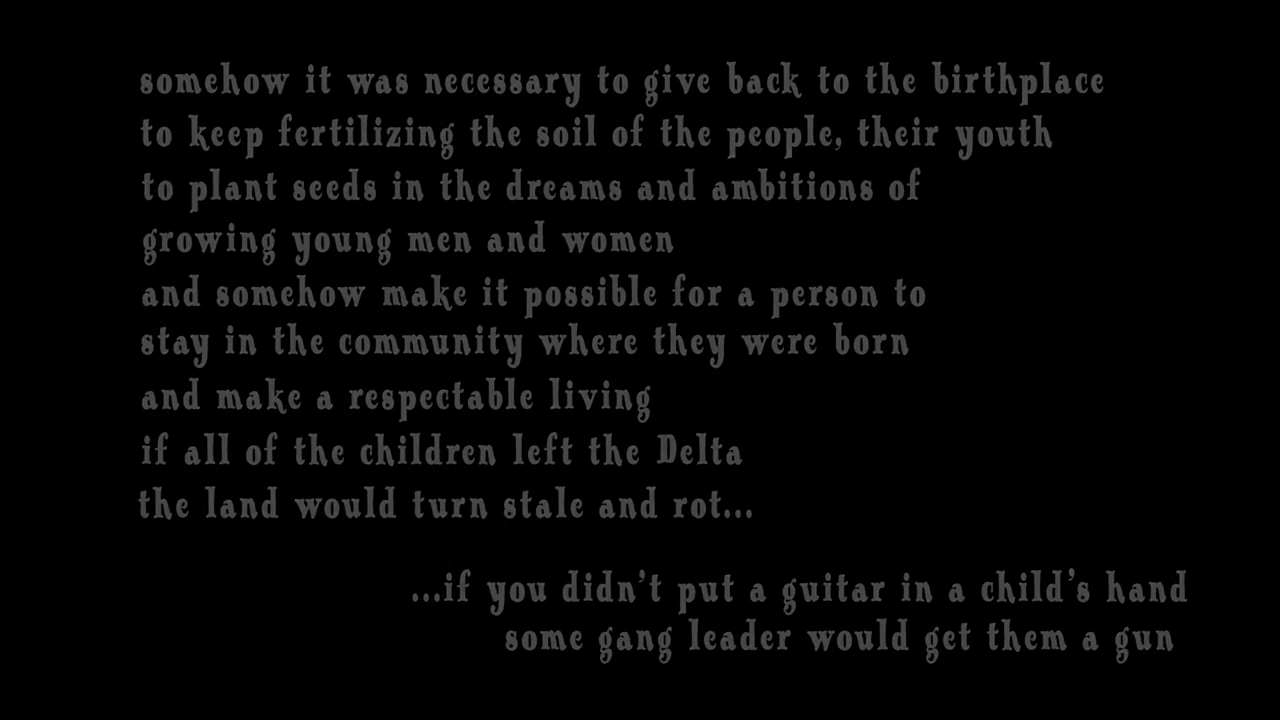 somehow it was necessary to give back to the birthplace
to keep fertilizing the soil of the people, their youth
to plant seeds in the dreams and ambitions of
growing young men and women
and somehow make it possible for a person to
stay in the community where they were born
and make a respectable living
if all of the children left the Delta
the land would turn stale and rot...
...if you didn't put a guitar in a child's hand
some gang leader would get them a gun